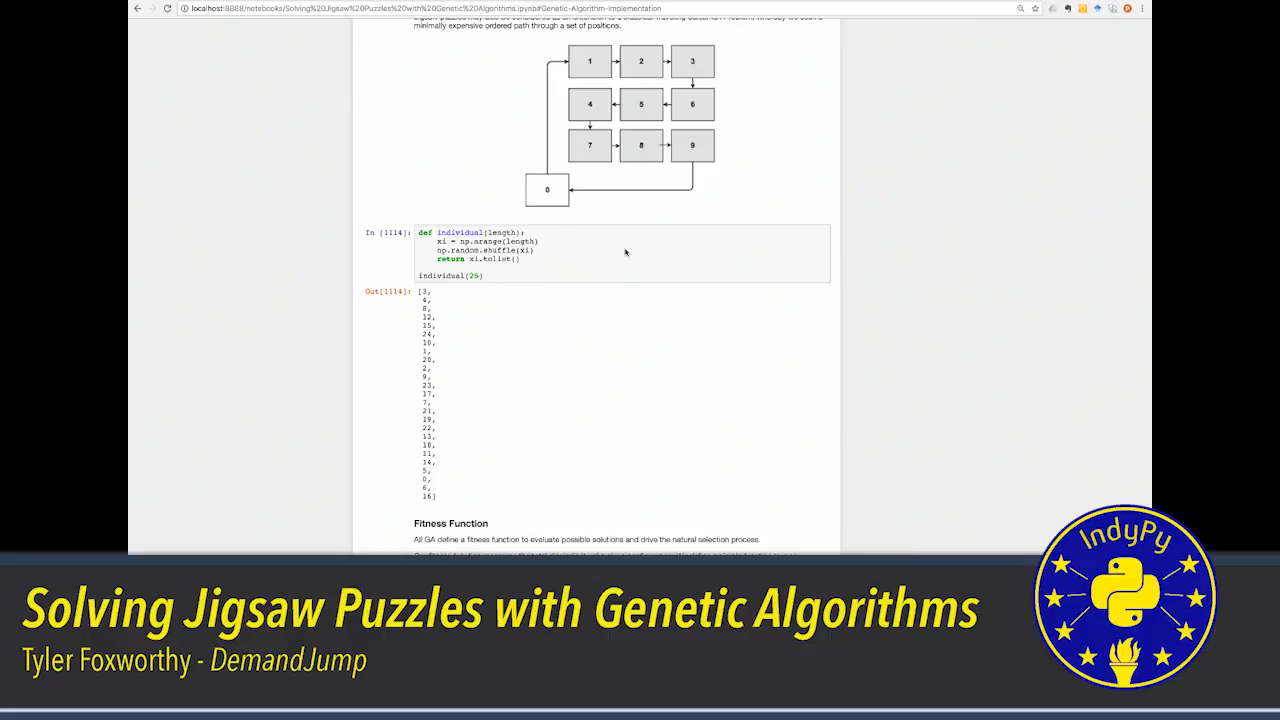 localhost:8888/notebooks/Solving%20Jigsaw%20Puzzles%20with%20Genetic%20Algorithms.ipynb#Genetic-Algorithm-Implementation
minimally expensive ordered path through a set of positions.
1 2 3
4 5 6
7 8 9
0
In [1114]: def individual(length):
xi = np.arange(length)
np.random.shuffle(xi)
return xi.tolist()
individual(25)
Out[1114]: [3,
4,
8,
12,
15,
24,
10,
1,
20,
2,
9,
23,
17,
7,
21,
19,
22,
13,
18,
11,
14,
5,
0,
6,
16]
Fitness Function
All GA define a fitness function to evaluate possible solutions and drive the natural selection process.
Solving Jigsaw Puzzles with Genetic Algorithms
Tyler Foxworthy - DemandJump
IndyPy